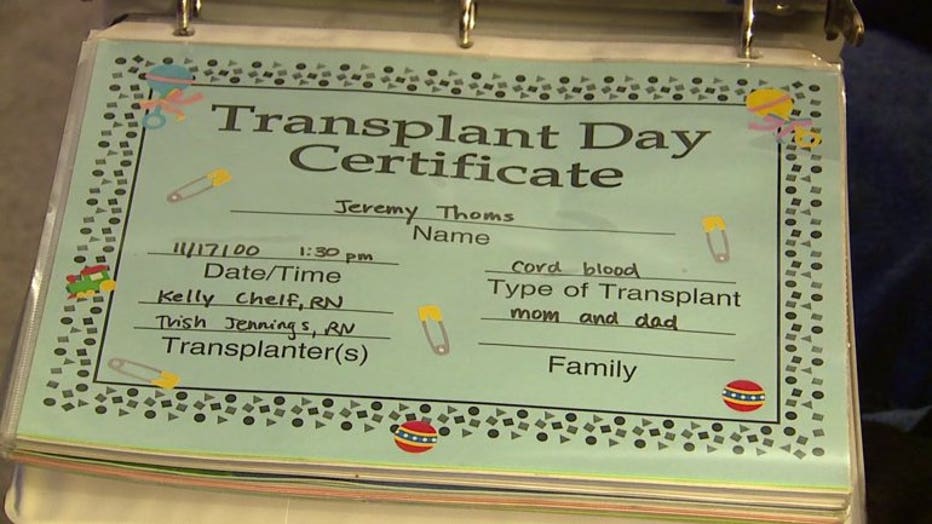 Transplant Day
Certificate
Jeremy Thoms
Name
11/17/00 1:30 pm
Date/Time
Kelly Chelf, RN
Trish Jennings, RN
Transplanter(s)
cord blood
Type of Transplant
mom and dad
Family